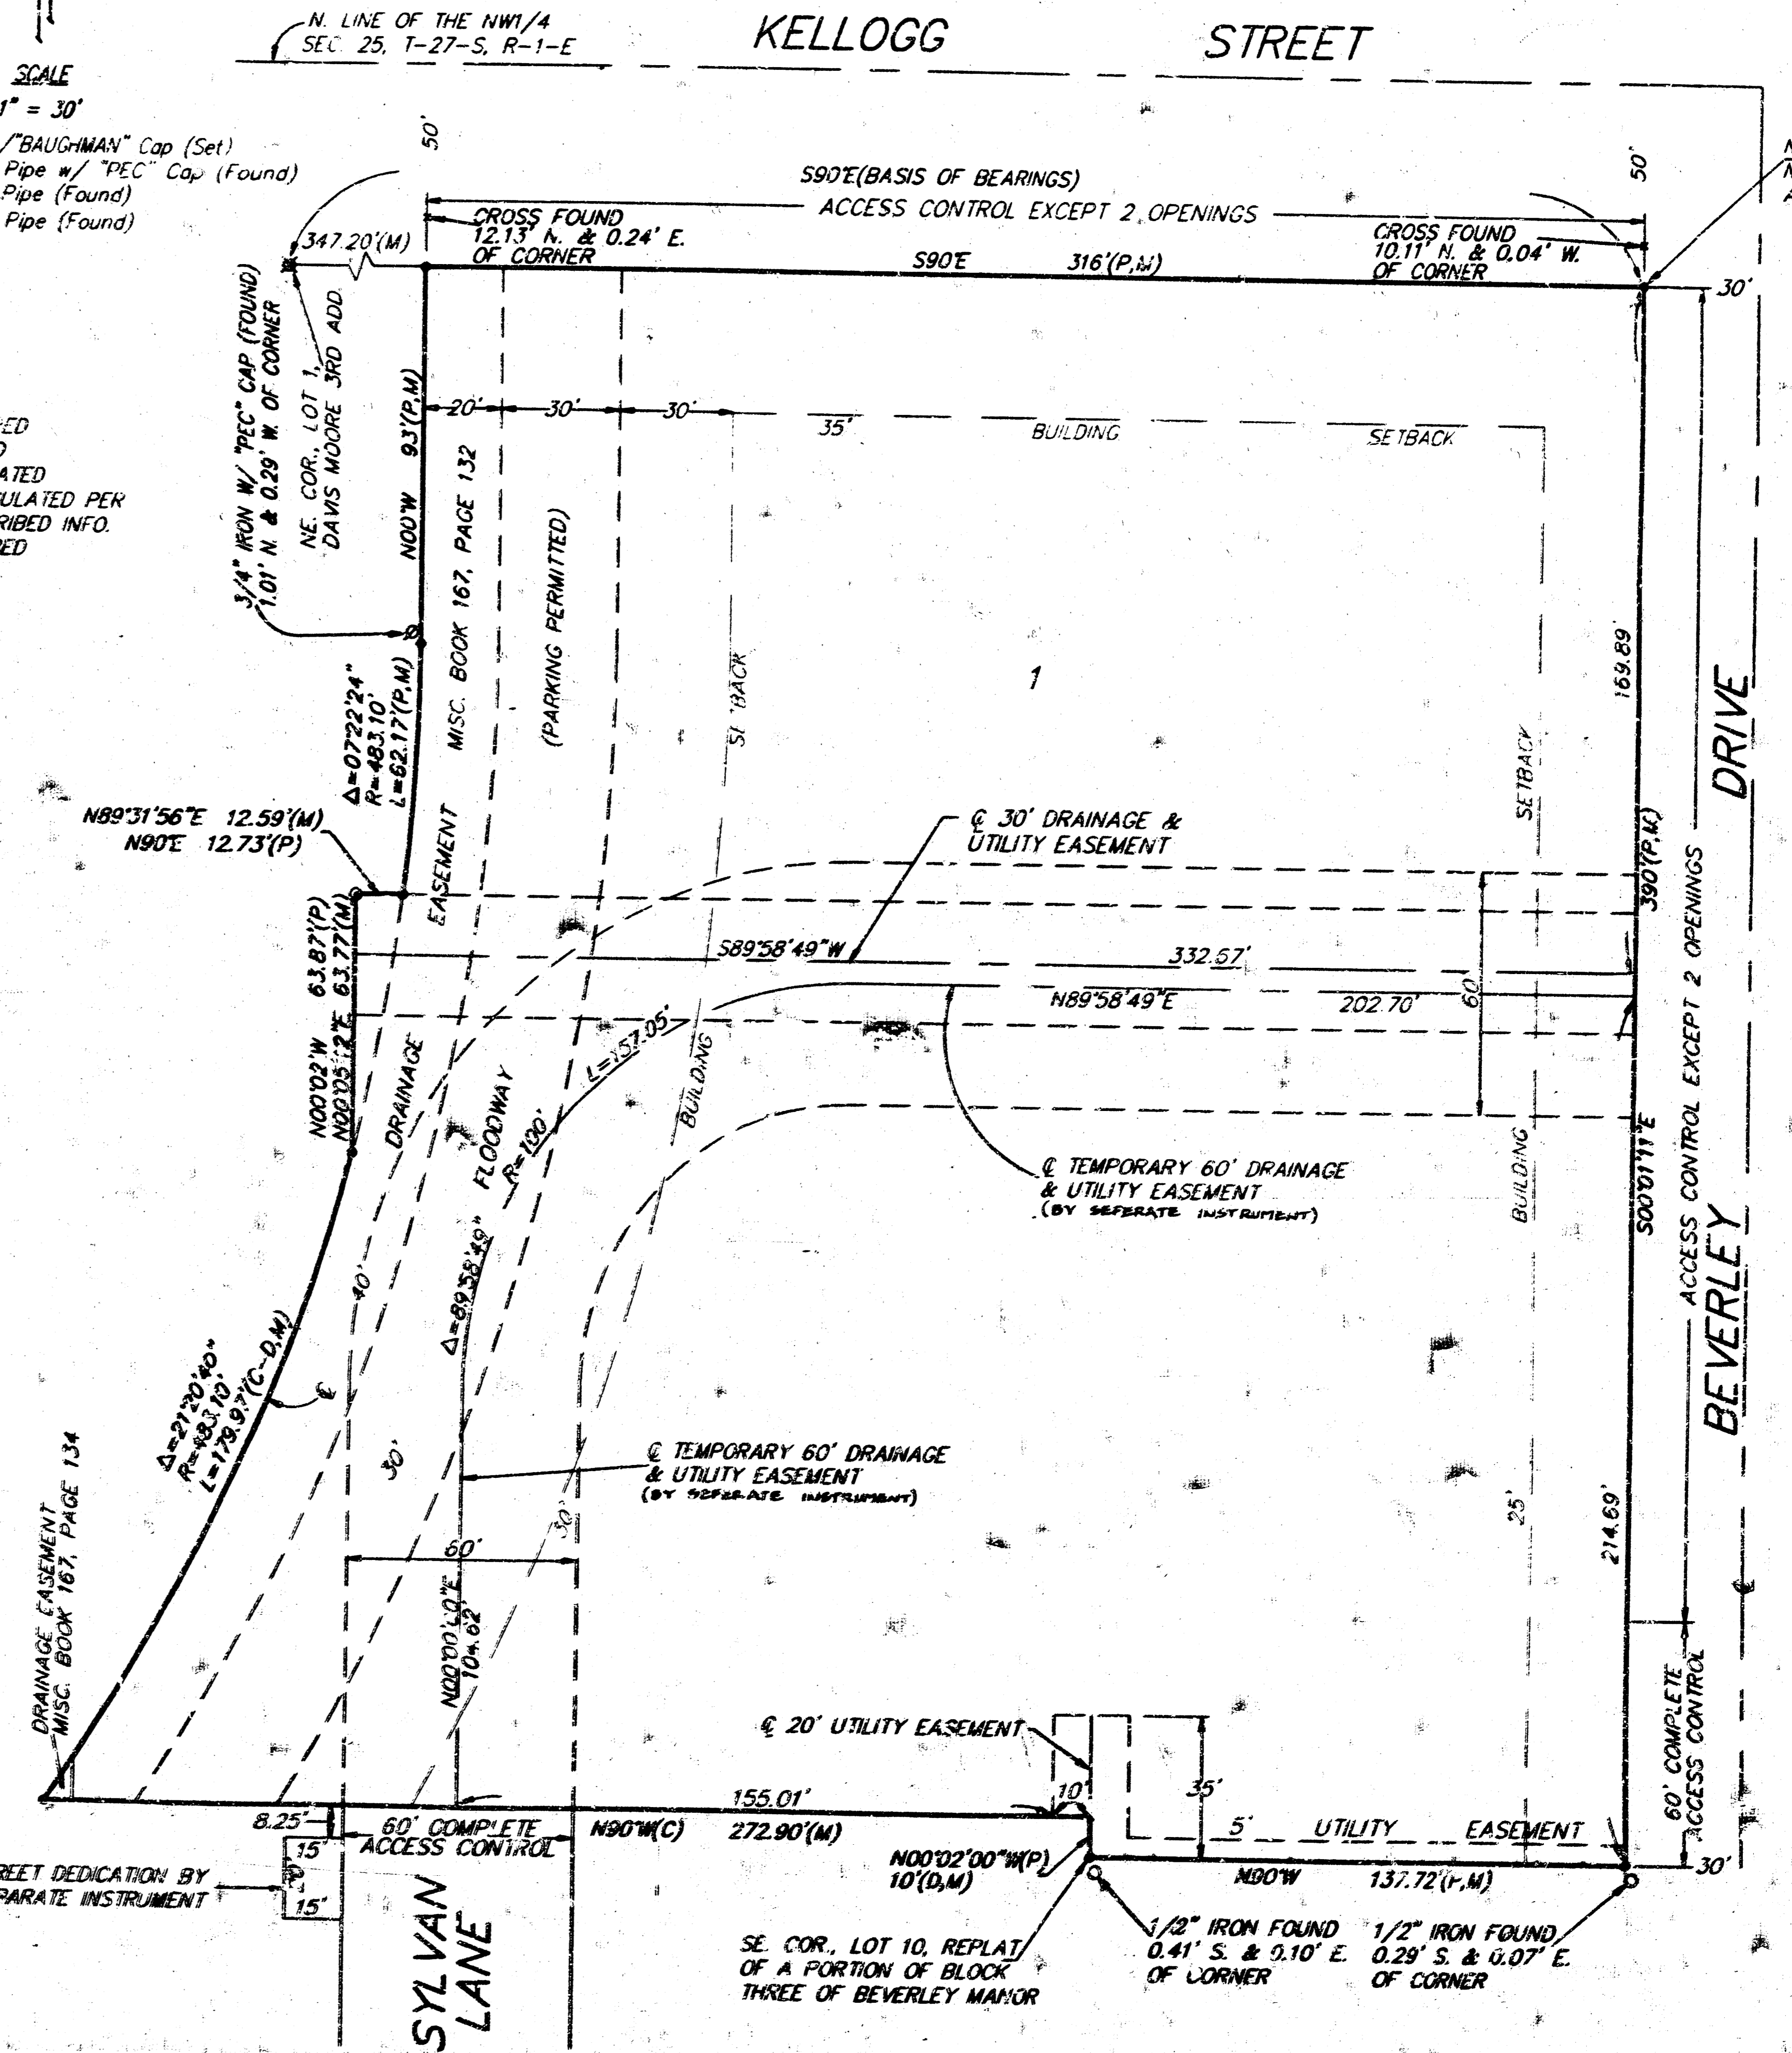 N. LINE OF THE NW1/4
SEC. 25, T-27-S, R-1-E
KELLOGG STREET
SCALE
1" = 30'
/"BAUGHMAN" Cap (Set)
Pipe w/ "PEC" Cap (Found)
Pipe (Found)
Pipe (Found)
50'
50'
S90°E(BASIS OF BEARINGS)
ACCESS CONTROL EXCEPT 2 OPENINGS
CROSS FOUND
12.13' N. & 0.24' E.
OF CORNER
CROSS FOUND
10.11' N. & 0.04' W.
OF CORNER
347.20'(M)
S90°E 316'(P,M)
30'
3/4" IRON W/ "PEC" CAP (FOUND)
1.01' N. & 0.29' W. OF CORNER
NE. COR., LOT 1,
DAVIS MOORE 3RD ADD.
N00°W 93'(P,M)
20'
30'
30'
35' BUILDING SETBACK
MISC. BOOK 167, PAGE 132
(PARKING PERMITTED)
1
169.89'
Δ=07°22'24"
R=483.10'
L=62.17'(P,M)
SETBACK
DRIVE
N89°31'56"E 12.59'(M)
N90°E 12.73'(P)
EASEMENT
℄ 30' DRAINAGE &
UTILITY EASEMENT
390'(P,M)
N00°02'W 63.87'(P)
N00°05'12"E 63.77'(M)
S89°58'49"W 332.67'
N89°58'49"E 202.70'
60'
L=157.05'
R=100'
Δ=89°58'49"
DRAINAGE
FLOODWAY
BUILDING
BUILDING
S00°01'11"E
ACCESS CONTROL EXCEPT 2 OPENINGS
BEVERLEY
℄ TEMPORARY 60' DRAINAGE
& UTILITY EASEMENT
(BY SEFERATE INSTRUMENT)
40'
Δ=21°20'40"
R=483.10'
L=179.97'(C-D,M)
℄
30'
℄ TEMPORARY 60' DRAINAGE
& UTILITY EASEMENT
(BY SEFERATE INSTRUMENT)
30'
25'
214.69'
℄
DRAINAGE EASEMENT
MISC. BOOK 167, PAGE 134
60'
104.62'
60' COMPLETE
ACCESS CONTROL
℄ 20' UTILITY EASEMENT
155.01'
10'
35'
8.25'
60' COMPLETE
ACCESS CONTROL
N90°W(C) 272.90'(M)
5' UTILITY EASEMENT
N00°02'00"W(P)
10'(D,M)
N90°W 137.72'(P,M)
30'
15'
15'
REET DEDICATION BY
PARATE INSTRUMENT
SYLVAN
LANE
SE. COR., LOT 10, REPLAT
OF A PORTION OF BLOCK
THREE OF BEVERLEY MANOR
1/2" IRON FOUND
0.41' S. & 0.10' E.
OF CORNER
1/2" IRON FOUND
0.29' S. & 0.07' E.
OF CORNER